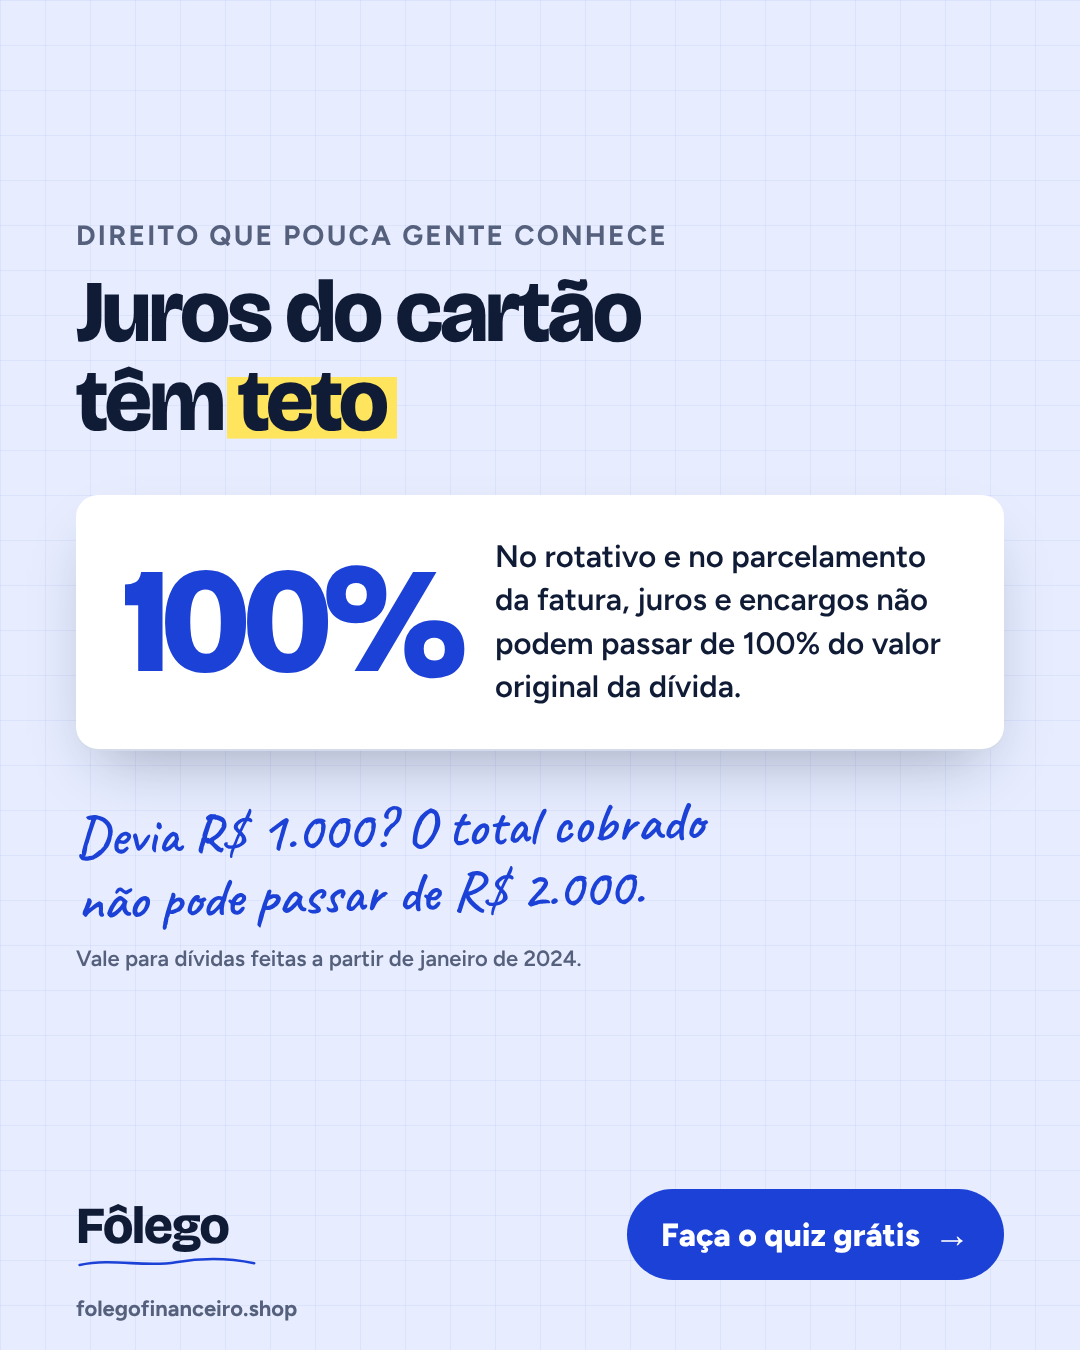 DIREITO QUE POUCA GENTE CONHECE
Juros do cartão
têm teto
100%
No rotativo e no parcelamento
da fatura, juros e encargos não
podem passar de 100% do valor
original da dívida.
Devia R$ 1.000? O total cobrado
não pode passar de R$ 2.000.
Vale para dívidas feitas a partir de janeiro de 2024.
Fôlego
Faça o quiz grátis →
folegofinanceiro.shop